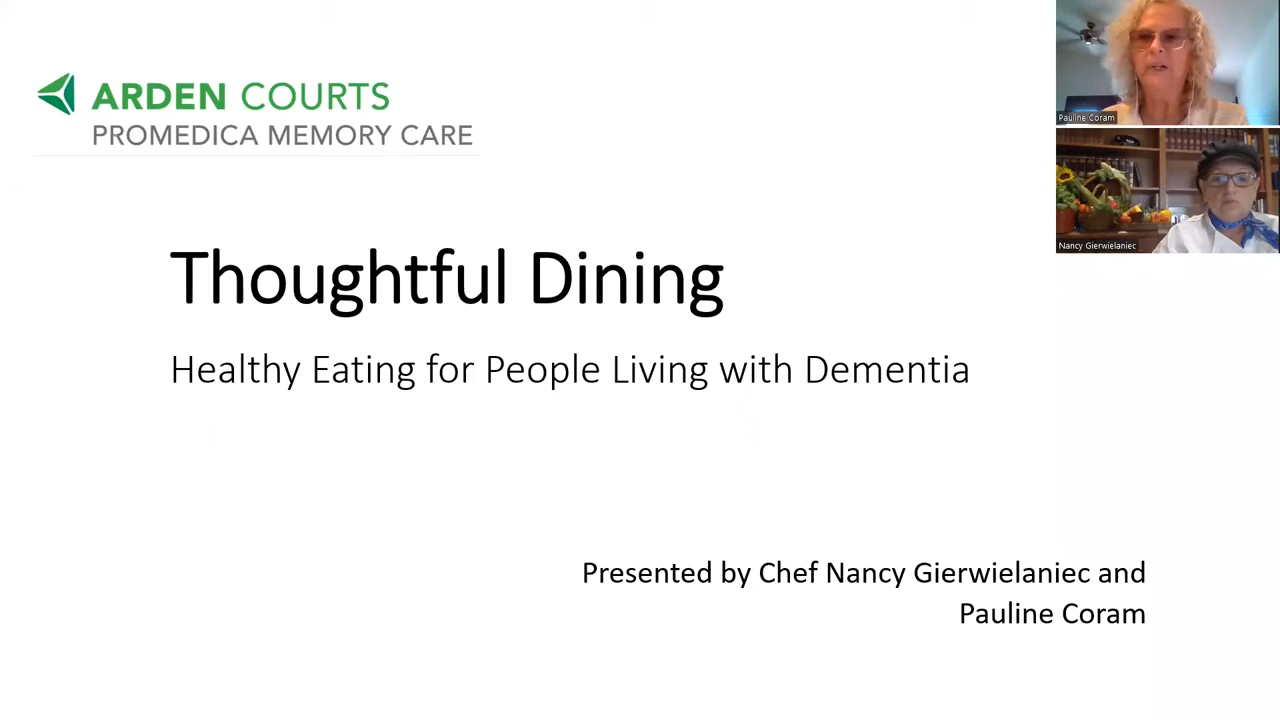 ARDEN COURTS
PROMEDICA MEMORY CARE
Pauline Coram
Nancy Gierwielaniec
Thoughtful Dining
Healthy Eating for People Living with Dementia
Presented by Chef Nancy Gierwielaniec and
Pauline Coram